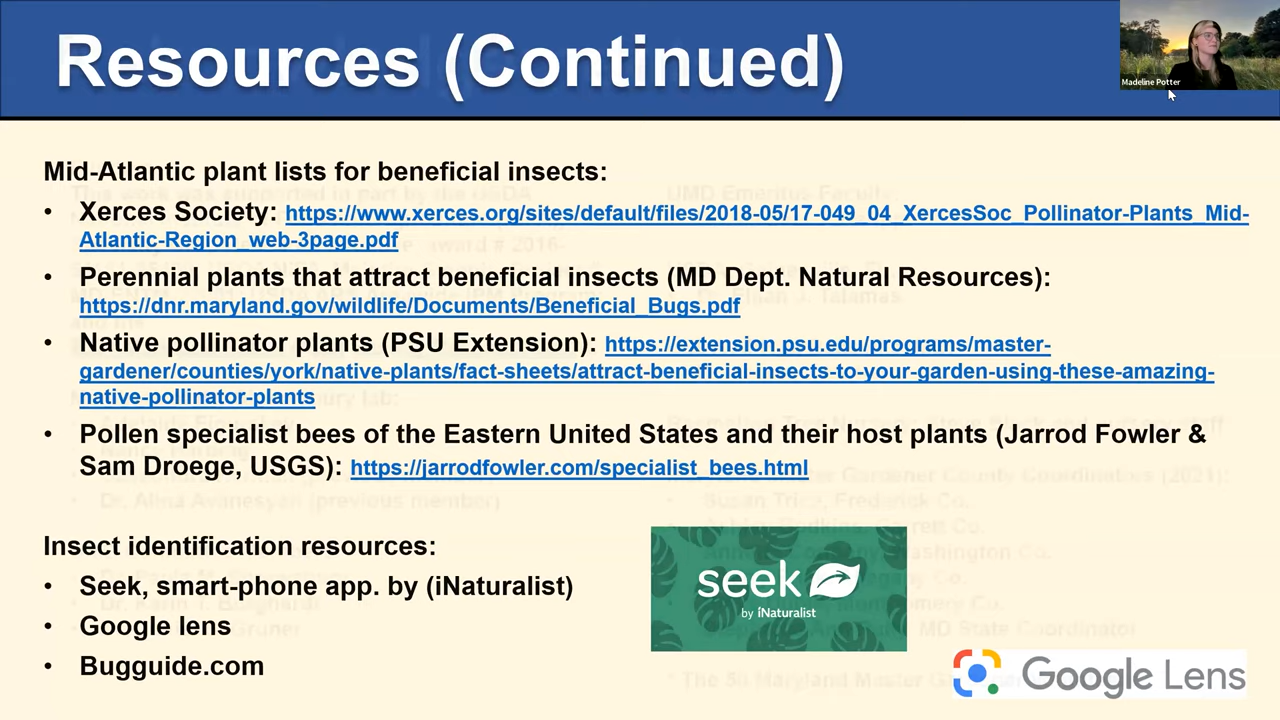 Resources (Continued)
Madeline Potter
Mid-Atlantic plant lists for beneficial insects:
• Xerces Society: https://www.xerces.org/sites/default/files/2018-05/17-049_04_XercesSoc_Pollinator-Plants_Mid-
Atlantic-Region_web-3page.pdf
• Perennial plants that attract beneficial insects (MD Dept. Natural Resources):
https://dnr.maryland.gov/wildlife/Documents/Beneficial_Bugs.pdf
• Native pollinator plants (PSU Extension): https://extension.psu.edu/programs/master-
gardener/counties/york/native-plants/fact-sheets/attract-beneficial-insects-to-your-garden-using-these-amazing-
native-pollinator-plants
• Pollen specialist bees of the Eastern United States and their host plants (Jarrod Fowler &
Sam Droege, USGS): https://jarrodfowler.com/specialist_bees.html
Insect identification resources:
• Seek, smart-phone app. by (iNaturalist)
• Google lens
• Bugguide.com
seek
by iNaturalist
Google Lens